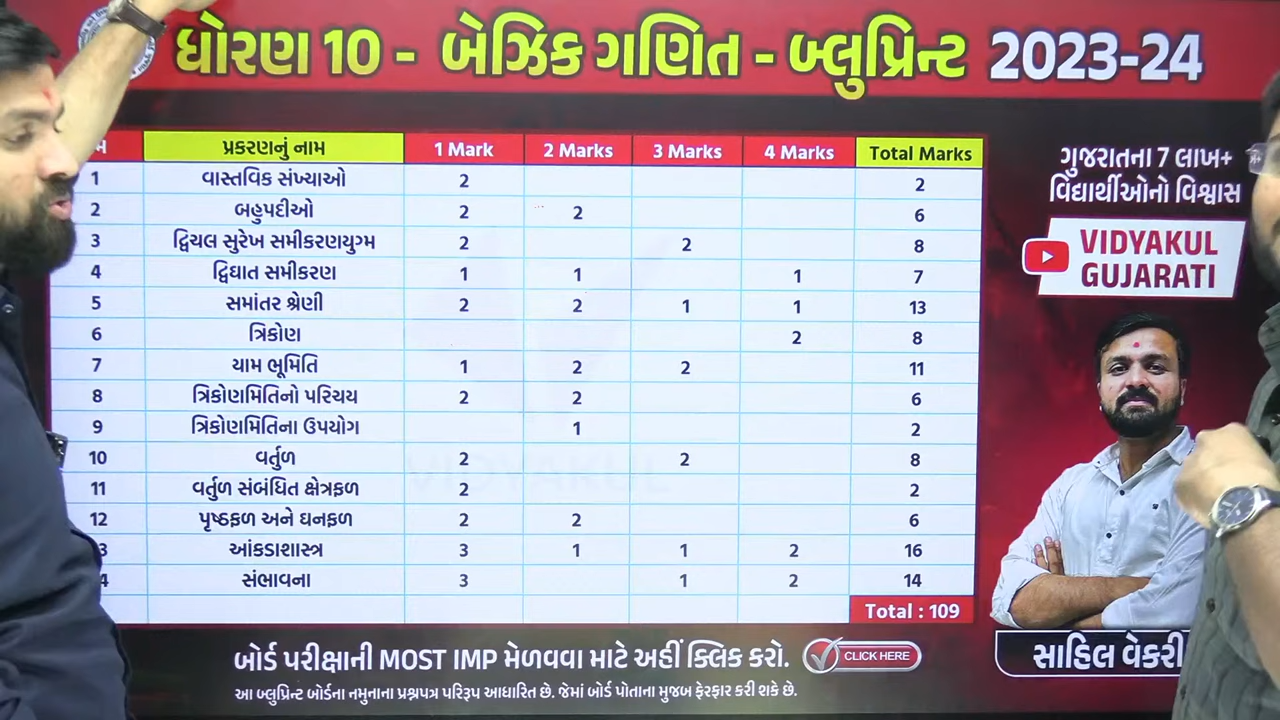 ધોરણ 10 - બેઝિક ગણિત - બ્લુપ્રિન્ટ 2023-24
પ્રકરણનું નામ 1 Mark 2 Marks 3 Marks 4 Marks Total Marks
1 વાસ્તવિક સંખ્યાઓ 2 2
2 બહુપદીઓ 2 2 6
3 દ્વિચલ સુરેખ સમીકરણયુગ્મ 2 2 8
4 દ્વિઘાત સમીકરણ 1 1 1 7
5 સમાંતર શ્રેણી 2 2 1 1 13
6 ત્રિકોણ 2 8
7 યામ ભૂમિતિ 1 2 2 11
8 ત્રિકોણમિતિનો પરિચય 2 2 6
9 ત્રિકોણમિતિના ઉપયોગ 1 2
10 વર્તુળ 2 2 8
11 વર્તુળ સંબંધિત ક્ષેત્રફળ 2 2
12 પૃષ્ઠફળ અને ઘનફળ 2 2 6
3 આંકડાશાસ્ત્ર 3 1 1 2 16
4 સંભાવના 3 1 2 14
Total : 109
VIDYAKUL
ગુજરાતના 7 લાખ+
વિદ્યાર્થીઓનો વિશ્વાસ
VIDYAKUL
GUJARATI
સાહિલ વેકરી
બોર્ડ પરીક્ષાની MOST IMP મેળવવા માટે અહીં ક્લિક કરો. CLICK HERE
આ બ્લુપ્રિન્ટ બોર્ડના નમુનાના પ્રશ્નપત્ર પરિરૂપ આધારિત છે. જેમાં બોર્ડ પોતાના મુજબ ફેરફાર કરી શકે છે.